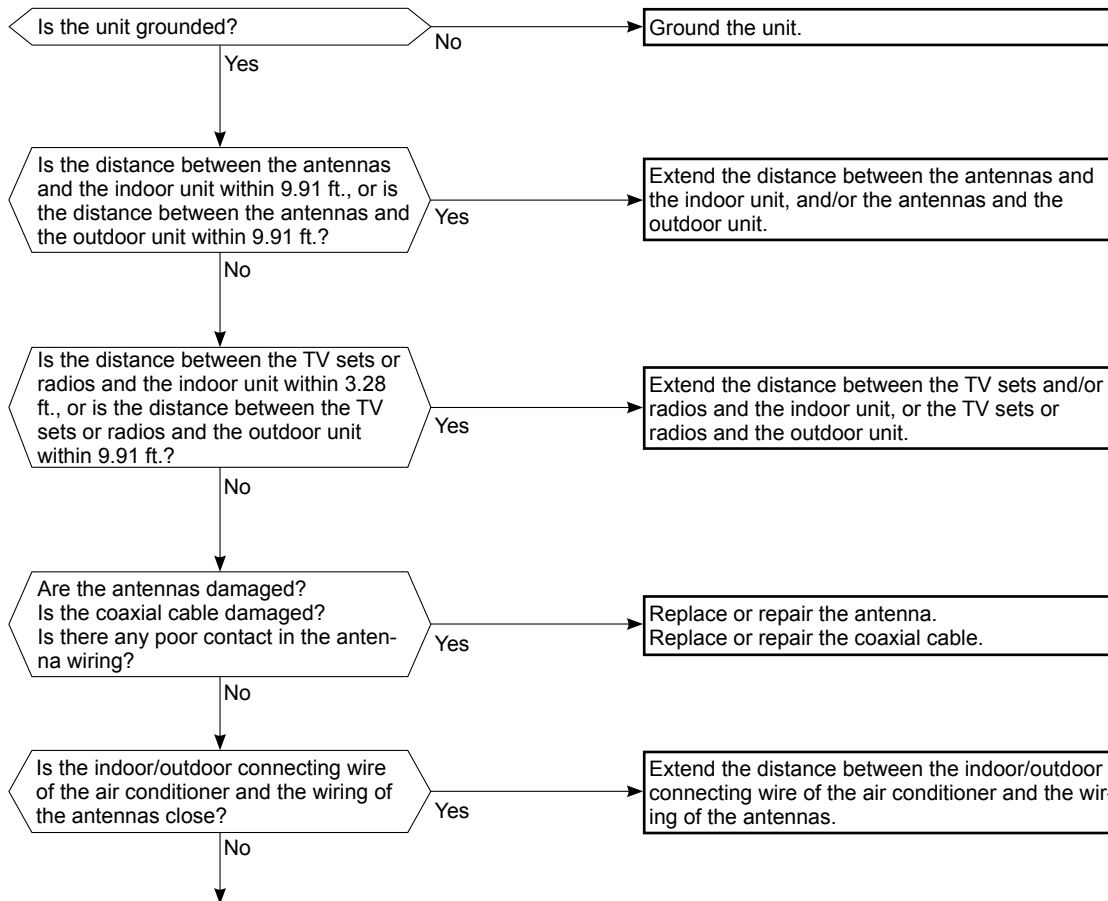 Is the unit grounded?
No
Ground the unit.
Yes
Is the distance between the antennas
and the indoor unit within 9.91 ft., or is
the distance between the antennas and
the outdoor unit within 9.91 ft.?
Yes
Extend the distance between the antennas and
the indoor unit, and/or the antennas and the
outdoor unit.
No
Is the distance between the TV sets or
radios and the indoor unit within 3.28
ft., or is the distance between the TV
sets or radios and the outdoor unit
within 9.91 ft.?
Yes
Extend the distance between the TV sets and/or
radios and the indoor unit, or the TV sets or
radios and the outdoor unit.
No
Are the antennas damaged?
Is the coaxial cable damaged?
Is there any poor contact in the anten-
na wiring?
Yes
Replace or repair the antenna.
Replace or repair the coaxial cable.
No
Is the indoor/outdoor connecting wire
of the air conditioner and the wiring of
the antennas close?
Yes
Extend the distance between the indoor/outdoor
connecting wire of the air conditioner and the wir-
ing of the antennas.
No